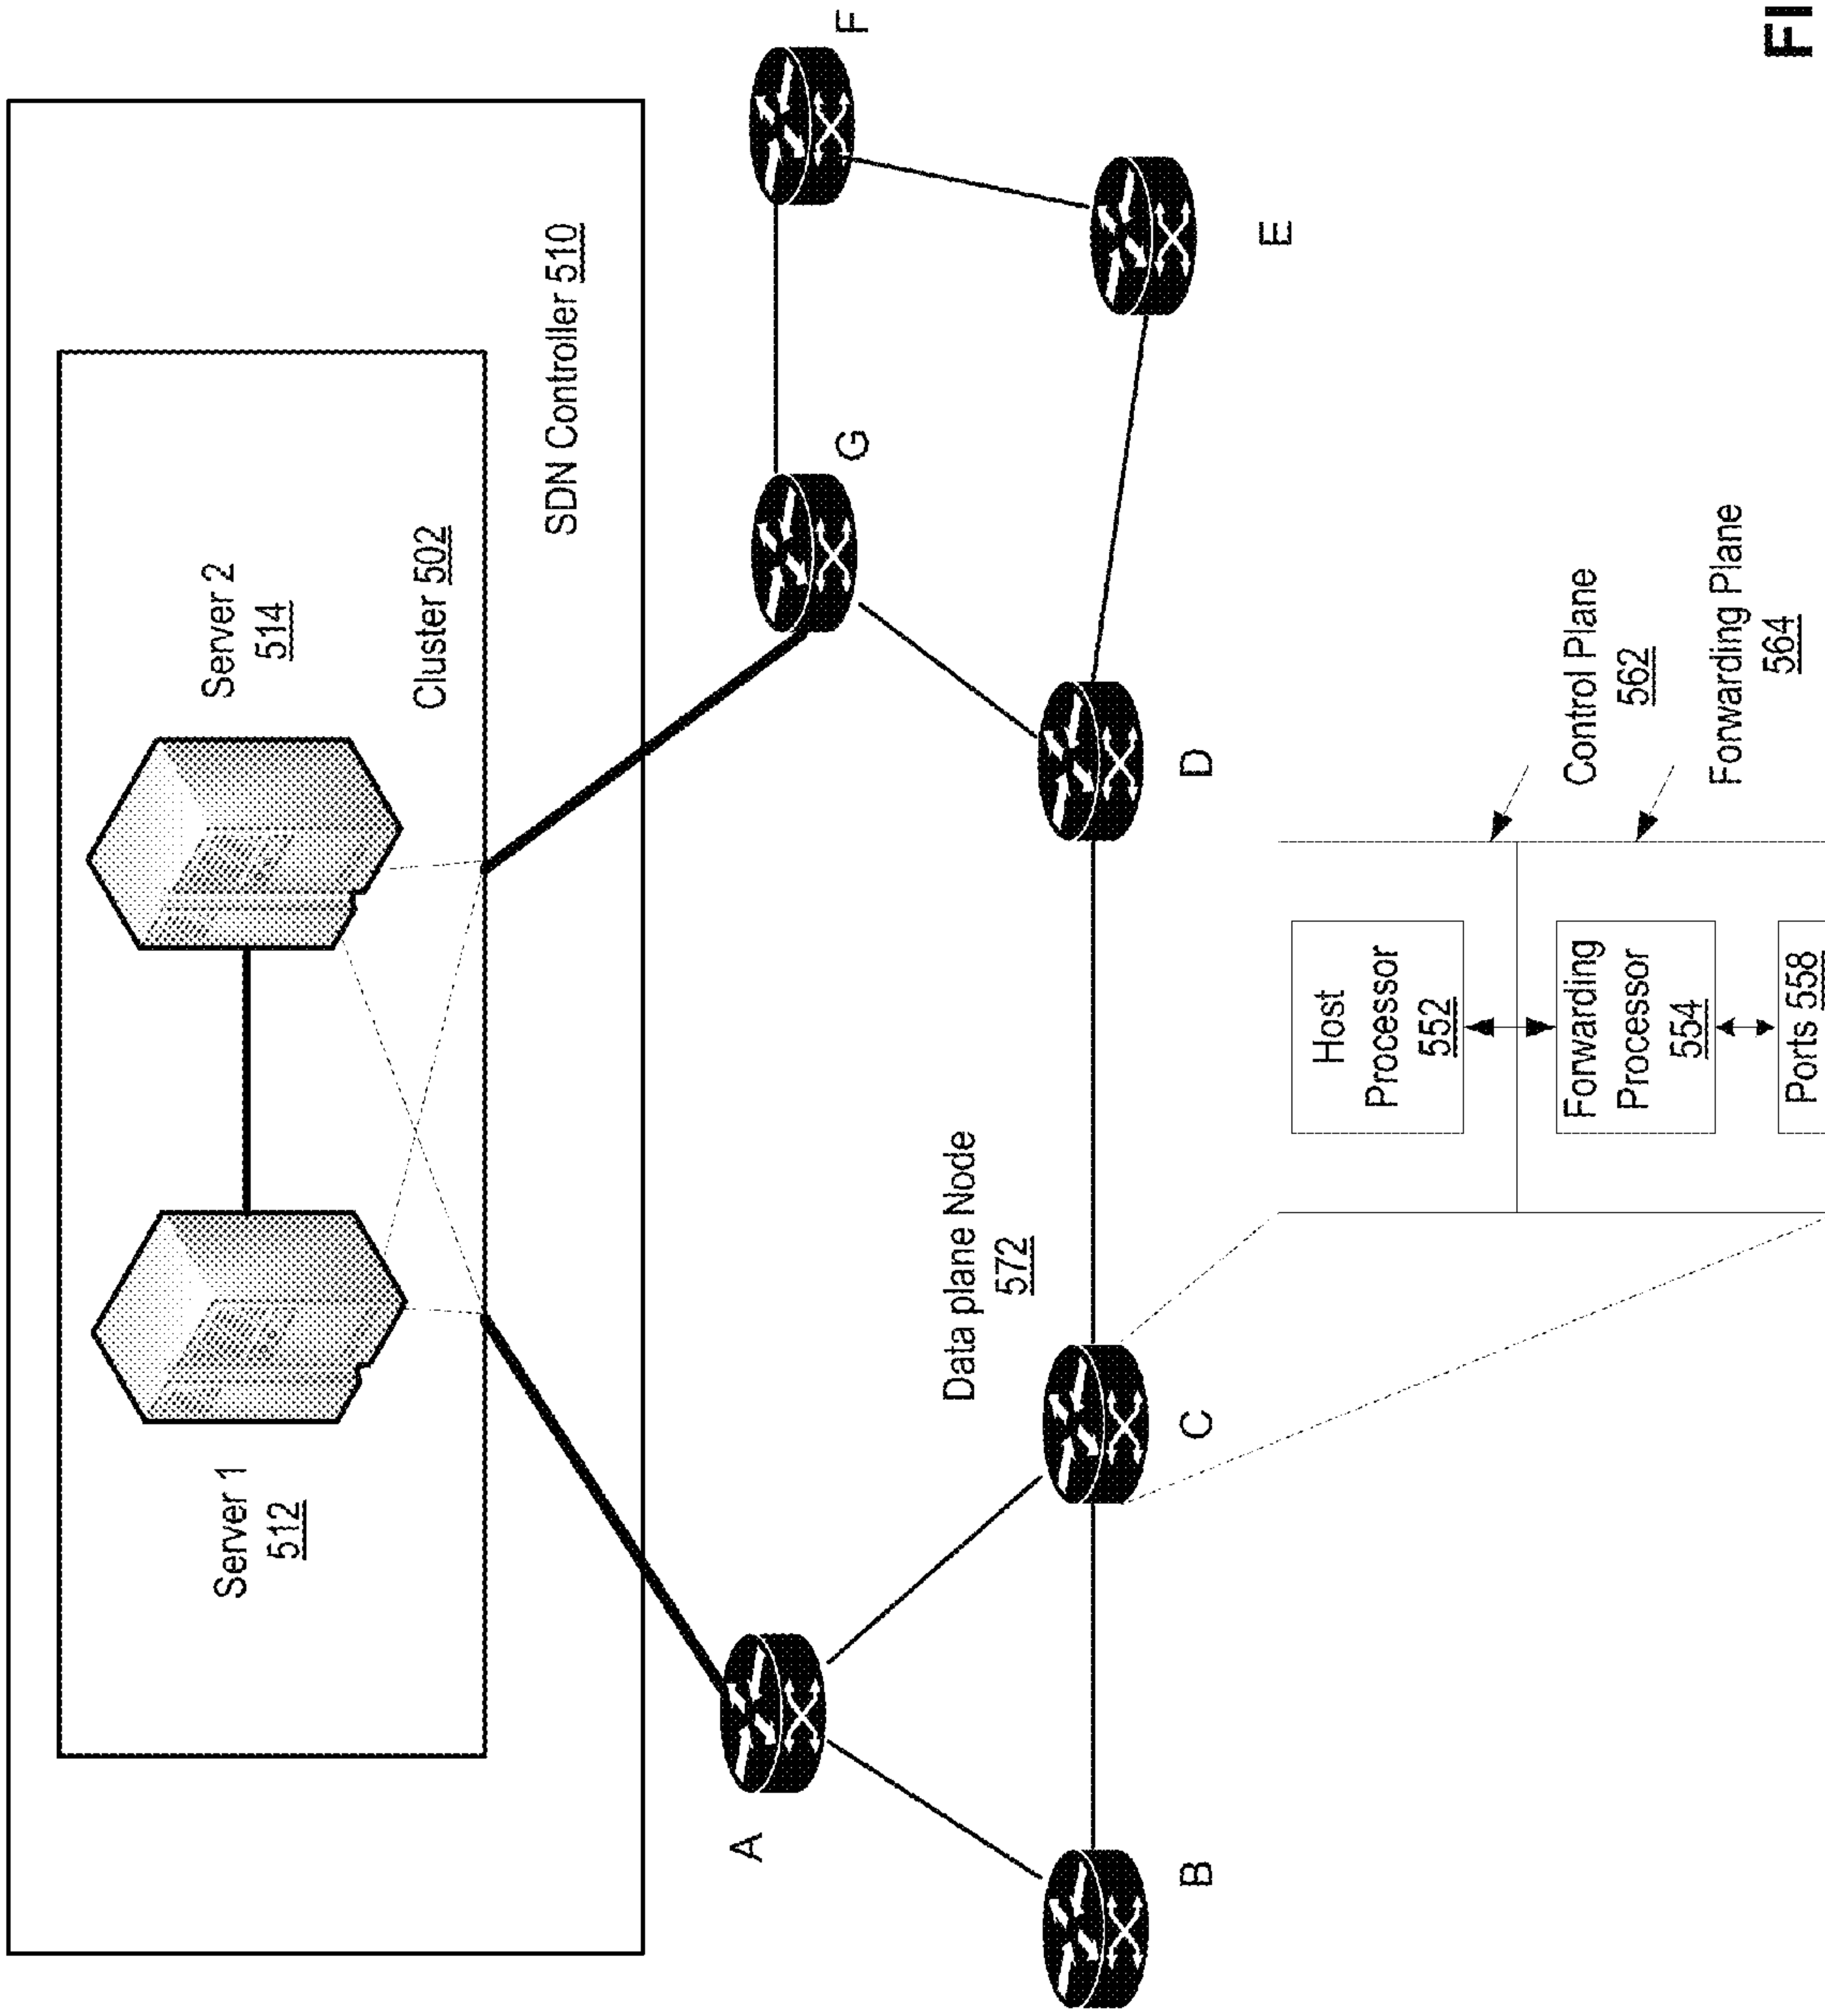 Server 1
512
Server 2
514
Cluster 502
SDN Controller 510
A
G
F
Data plane Node
572
B
C
D
E
Host
Processor
552
Control Plane
562
Forwarding
Processor
554
Forwarding Plane
564
Ports 558
FI